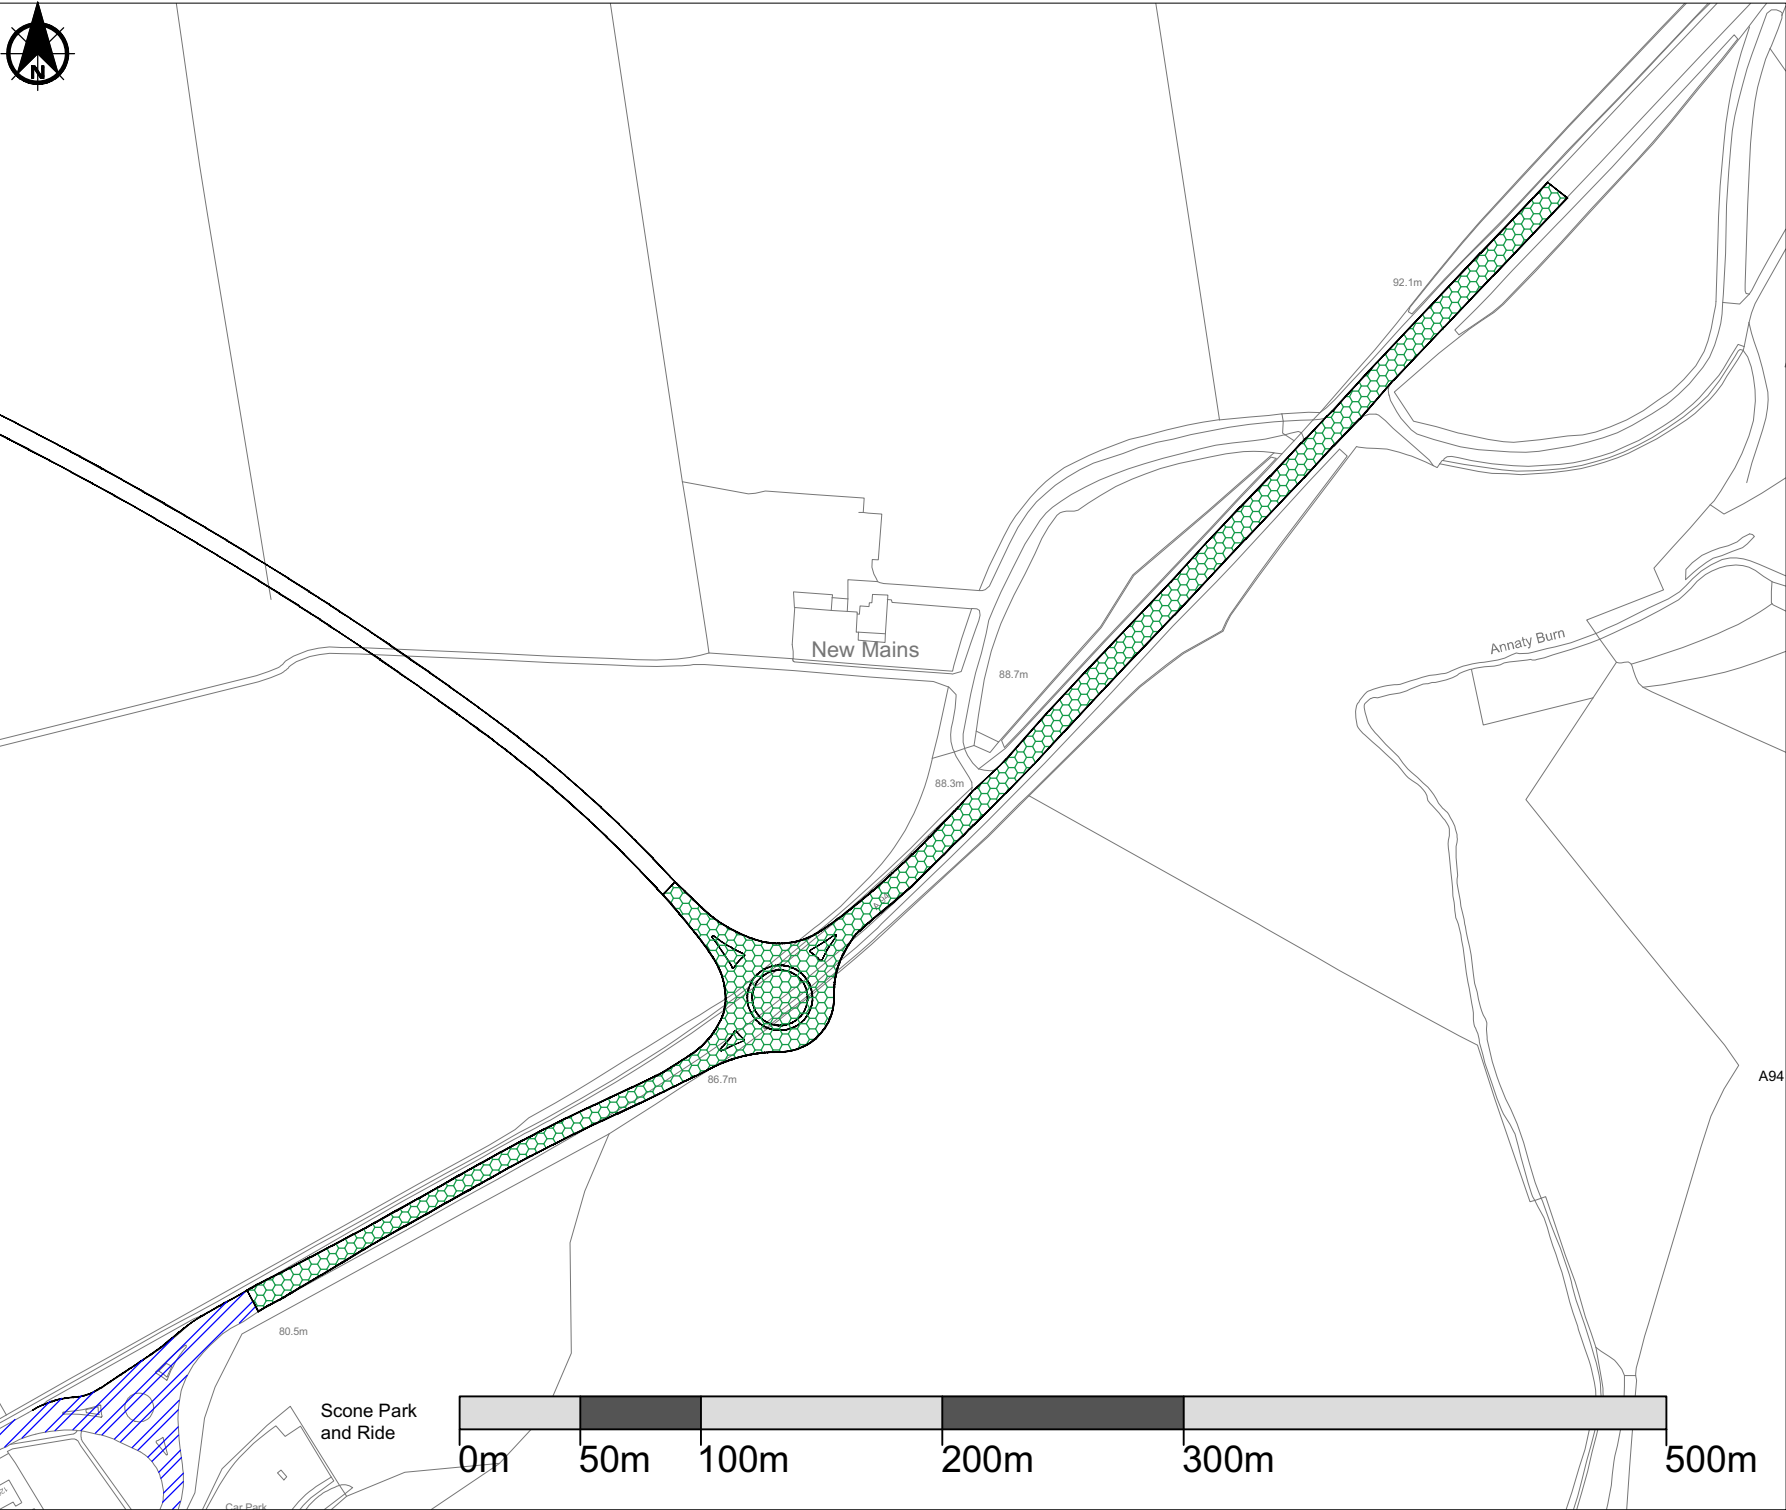 N
92.1m
New Mains
Annaty Burn
88.7m
88.3m
86.7m
A94
80.5m
Scone Park
and Ride
0m
50m
100m
200m
300m
500m
Car Park